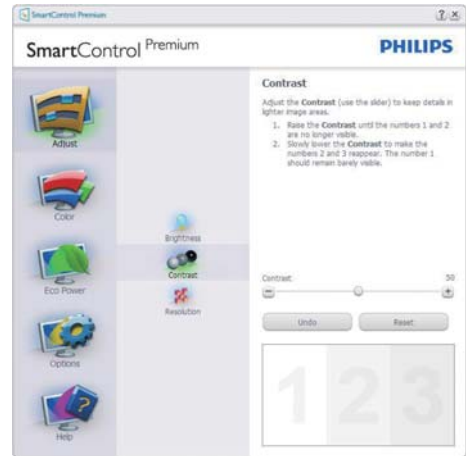 SmartControl Premium
SmartControl Premium
PHILIPS
Adjust
Color
Eco Power
Options
Help
Brightness
Contrast
Resolution
Contrast
Adjust the Contrast (use the slider) to keep details in
lighter image areas.
1. Raise the Contrast until the numbers 1 and 2
are no longer visible.
2. Slowly lower the Contrast to make the
numbers 2 and 3 reappear. The number 1
should remain barely visible.
Contrast
50
Undo
Reset
1 2 3